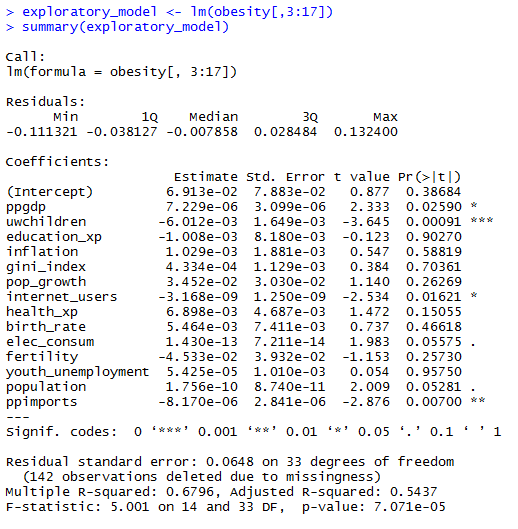 > exploratory_model <- lm(obesity[,3:17])
> summary(exploratory_model)
Call:
lm(formula = obesity[, 3:17])
Residuals:
Min 1Q Median 3Q Max
-0.111321 -0.038127 -0.007858 0.028484 0.132400
Coefficients:
Estimate Std. Error t value Pr(>|t|)
(Intercept) 6.913e-02 7.883e-02 0.877 0.38684
ppgdp 7.229e-06 3.099e-06 2.333 0.02590 *
uwchildren -6.012e-03 1.649e-03 -3.645 0.00091 ***
education_xp -1.008e-03 8.180e-03 -0.123 0.90270
inflation 1.029e-03 1.881e-03 0.547 0.58819
gini_index 4.334e-04 1.129e-03 0.384 0.70361
pop_growth 3.452e-02 3.030e-02 1.140 0.26269
internet_users -3.168e-09 1.250e-09 -2.534 0.01621 *
health_xp 6.898e-03 4.687e-03 1.472 0.15055
birth_rate 5.464e-03 7.411e-03 0.737 0.46618
elec_consum 1.430e-13 7.211e-14 1.983 0.05575 .
fertility -4.533e-02 3.932e-02 -1.153 0.25730
youth_unemployment 5.425e-05 1.010e-03 0.054 0.95750
population 1.756e-10 8.740e-11 2.009 0.05281 .
ppimports -8.170e-06 2.841e-06 -2.876 0.00700 **
---
Signif. codes: 0 ‘***’ 0.001 ‘**’ 0.01 ‘*’ 0.05 ‘.’ 0.1 ‘ ’ 1
Residual standard error: 0.0648 on 33 degrees of freedom
(142 observations deleted due to missingness)
Multiple R-squared: 0.6796, Adjusted R-squared: 0.5437
F-statistic: 5.001 on 14 and 33 DF, p-value: 7.071e-05